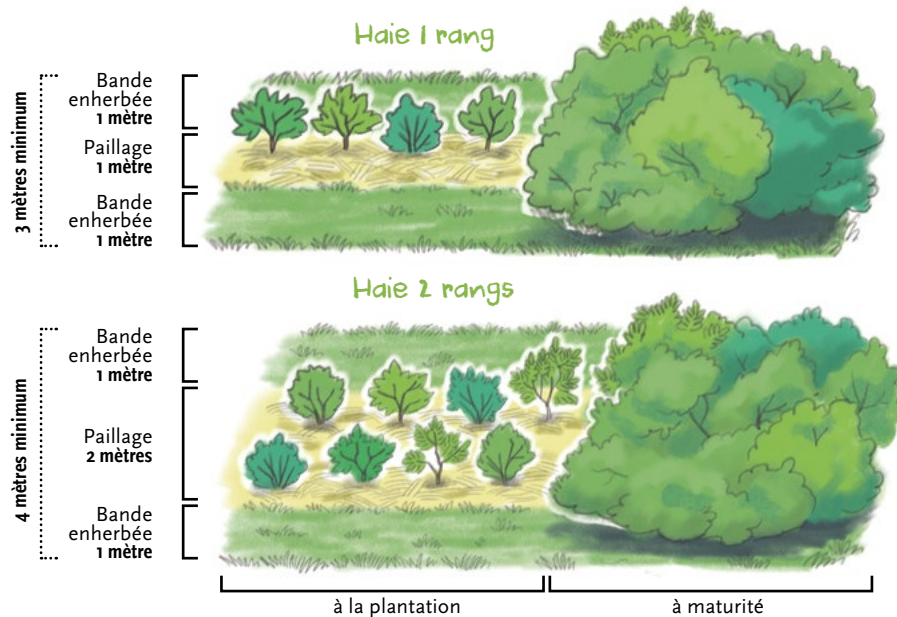 Haie 1 rang
3 mètres minimum
Bande
enherbée
1 mètre
Paillage
1 mètre
Bande
enherbée
1 mètre
Haie 2 rangs
4 mètres minimum
Bande
enherbée
1 mètre
Paillage
2 mètres
Bande
enherbée
1 mètre
à la plantation
à maturité